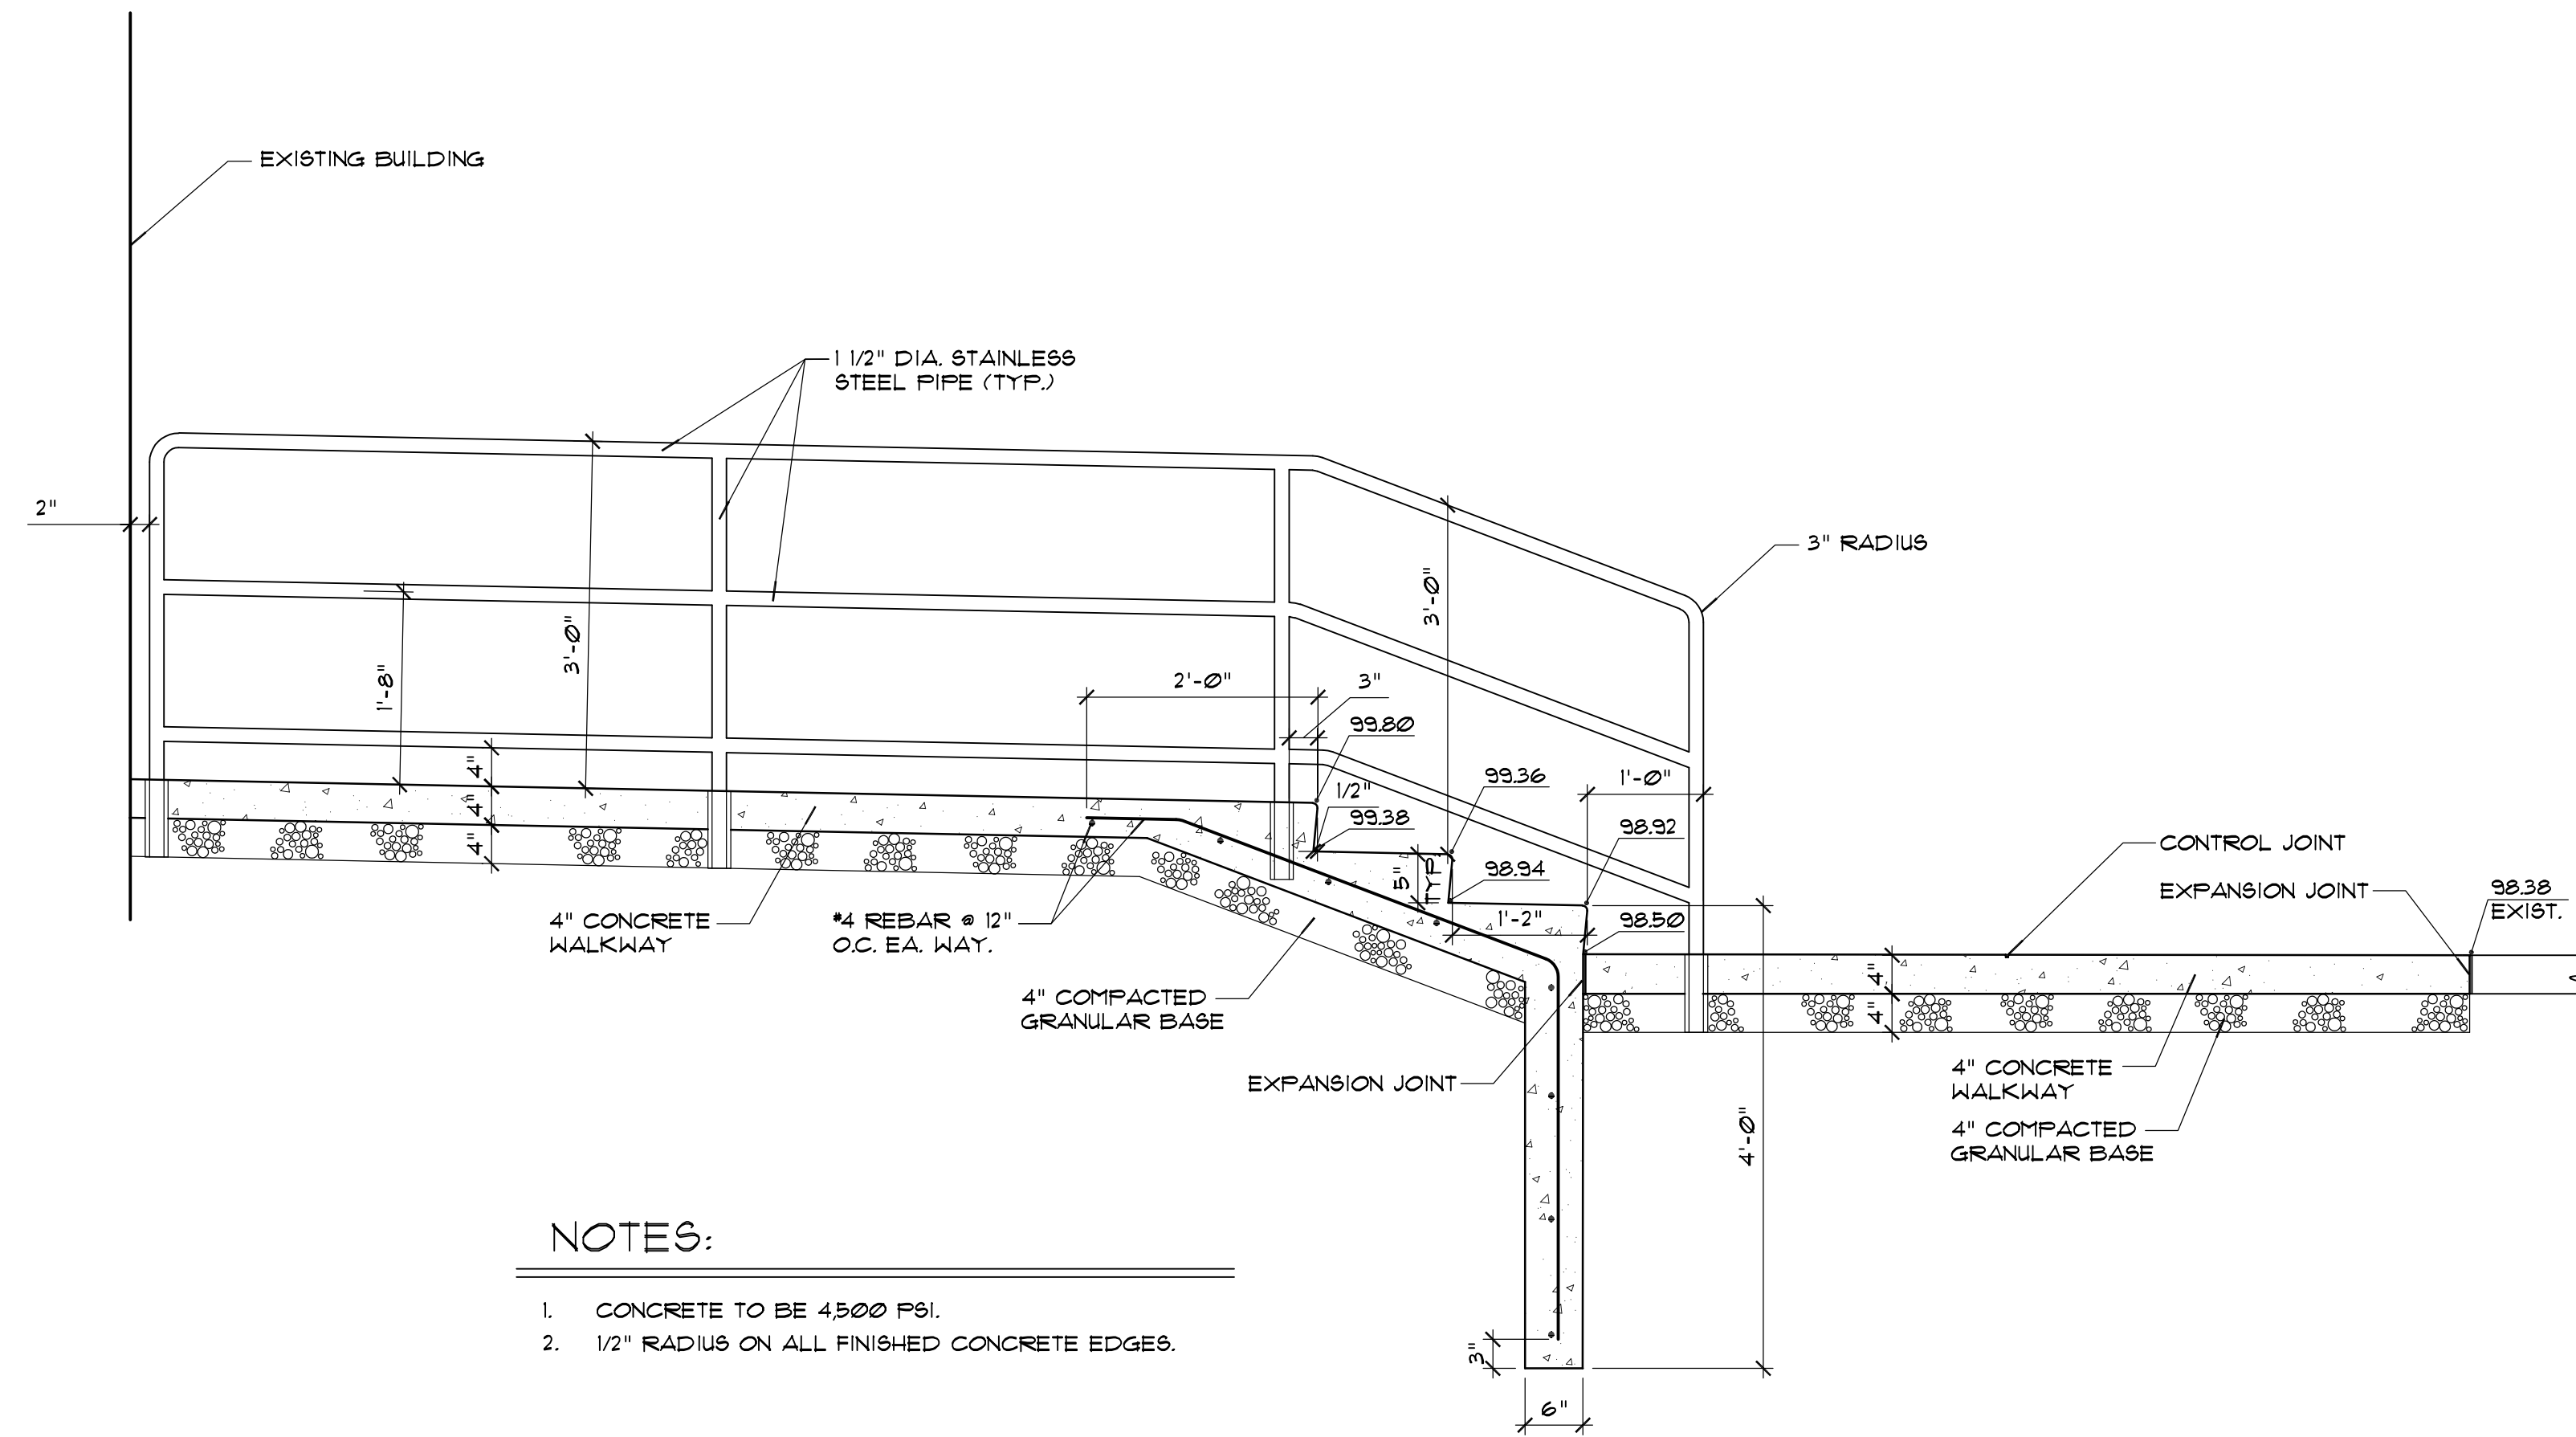 EXISTING BUILDING
1 1/2" DIA. STAINLESS
STEEL PIPE (TYP.)
2"
3" RADIUS
3'-0"
1'-8"
3'-0"
2'-0"
3"
99.80
4"
4"
4"
1/2"
99.38
99.36
1'-0"
98.92
5"
TYP.
98.94
1'-2"
98.50
CONTROL JOINT
EXPANSION JOINT
98.38
EXIST.
4" CONCRETE
WALKWAY
#4 REBAR @ 12"
O.C. EA. WAY.
4" COMPACTED
GRANULAR BASE
4"
4"
EXPANSION JOINT
4" CONCRETE
WALKWAY
4" COMPACTED
GRANULAR BASE
4'-0"
NOTES:
1. CONCRETE TO BE 4,500 PSI.
2. 1/2" RADIUS ON ALL FINISHED CONCRETE EDGES.
3"
6"